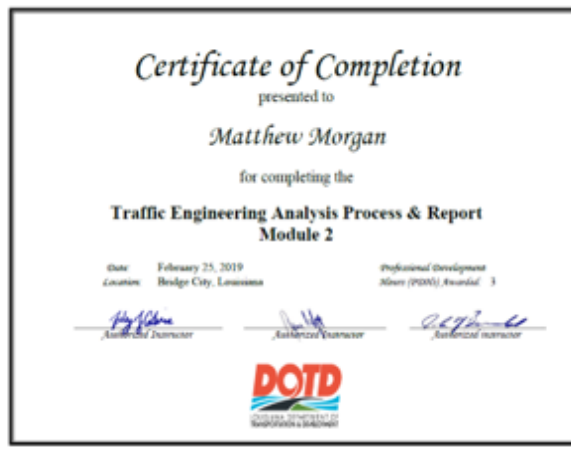 Certificate of Completion
presented to
Matthew Morgan
for completing the
Traffic Engineering Analysis Process & Report
Module 2
Date: February 25, 2019
Location: Bridge City, Louisiana
Professional Development
Hours (PDHs) Awarded: 3
Authorized Instructor
Authorized Instructor
Authorized Instructor
DOTD
LOUISIANA DEPARTMENT OF
TRANSPORTATION & DEVELOPMENT